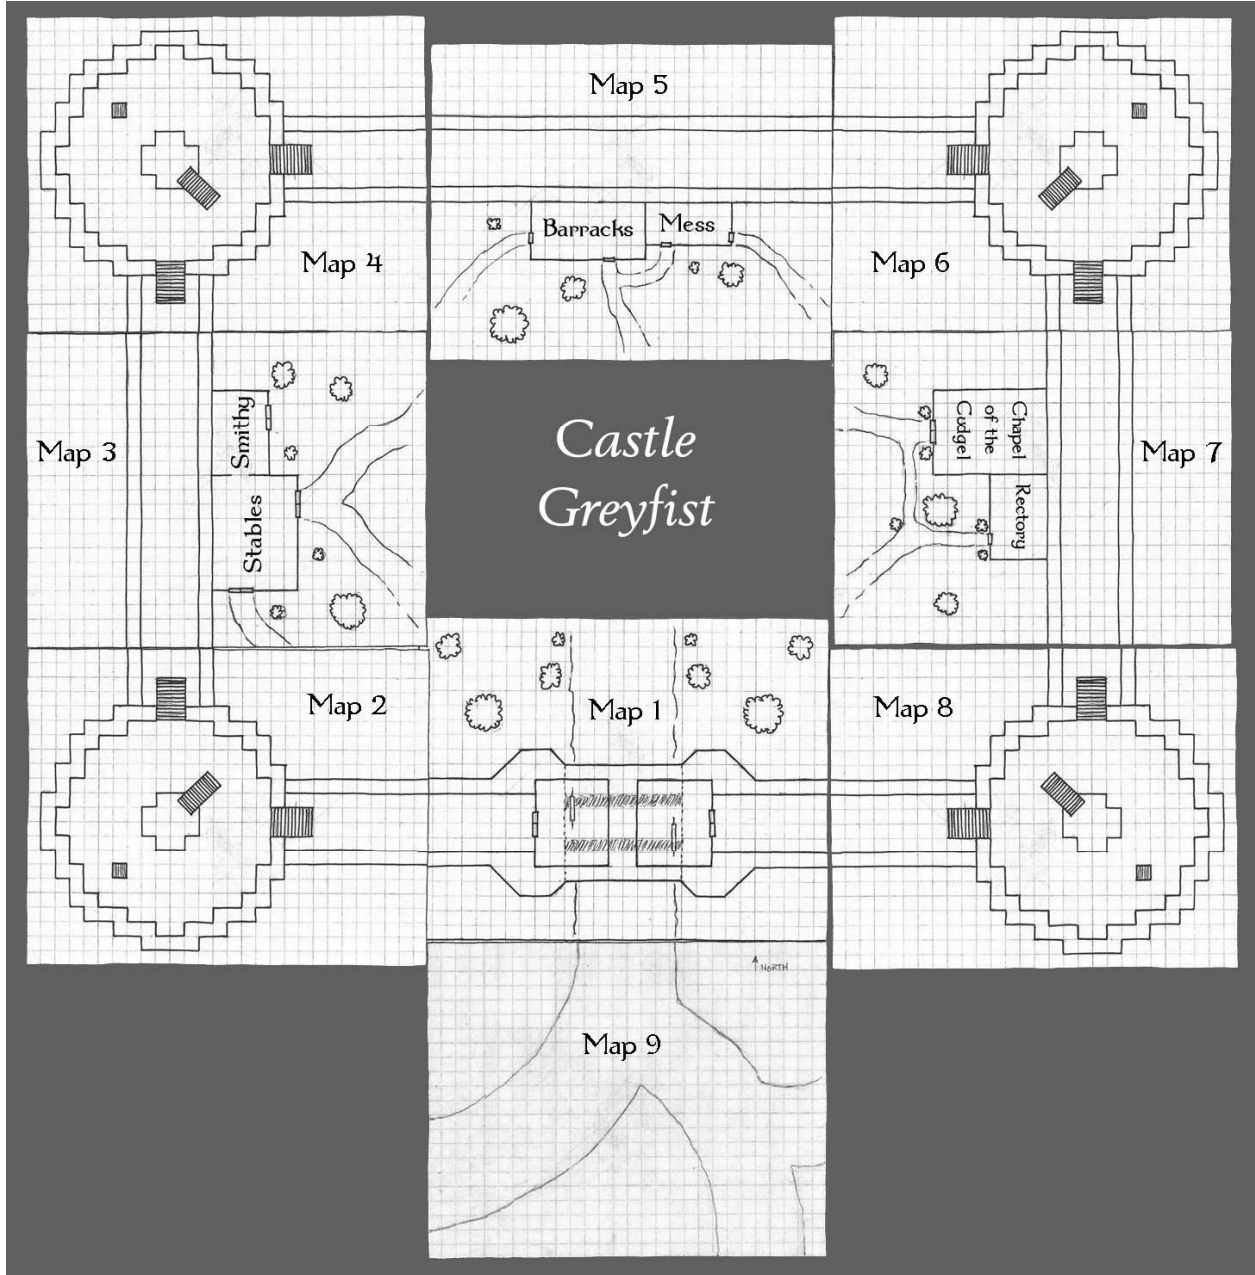 Map 5
Barracks
Mess
Map 4
Map 6
Map 3
Smithy
Stables
Castle
Greyfist
Chapel
of the
Cudgel
Rectory
Map 7
Map 2
Map 1
Map 8
NORTH
Map 9